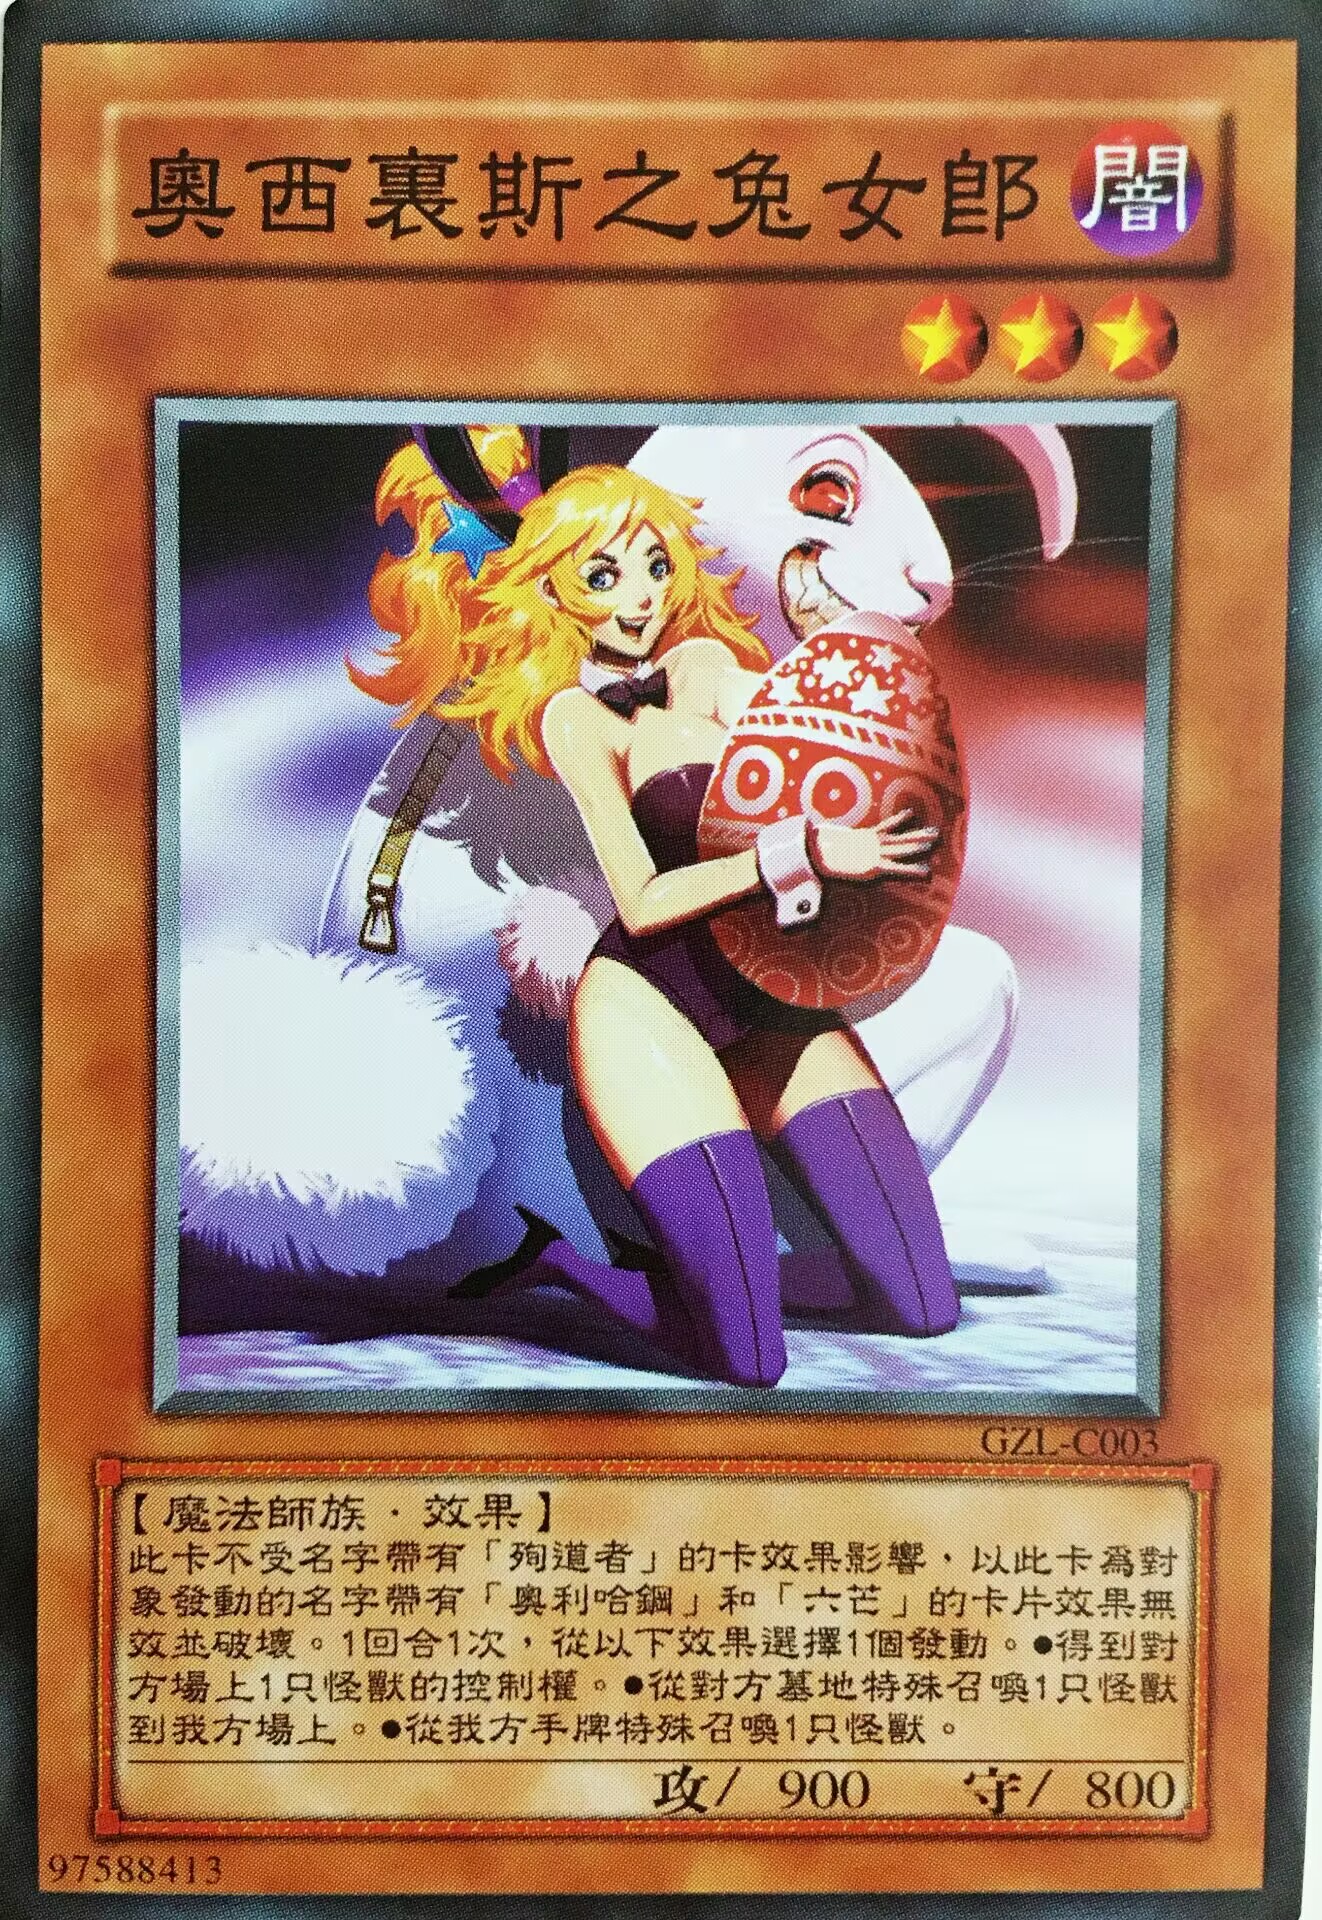 奧西裏斯之兔女郎
闇
GZL-C003
【魔法師族·效果】
此卡不受名字帶有「殉道者」的卡效果影響，以此卡爲對
象發動的名字帶有「奧利哈鋼」和「六芒」的卡片效果無
效並破壞。1回合1次，從以下效果選擇1個發動。●得到對
方場上1只怪獸的控制權。●從對方墓地特殊召喚1只怪獸
到我方場上。●從我方手牌特殊召喚1只怪獸。
攻/ 900 守/ 800
97588413